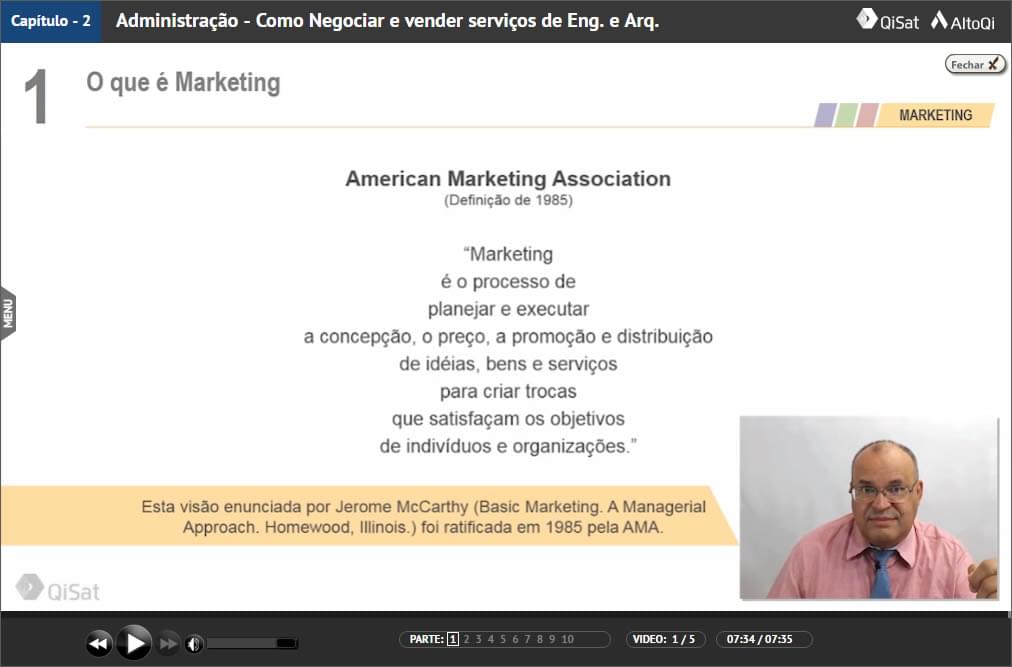 Capítulo - 2
Administração - Como Negociar e vender serviços de Eng. e Arq.
QiSat
AltoQi
Fechar
1
O que é Marketing
MARKETING
American Marketing Association
(Definição de 1985)
“Marketing
é o processo de
planejar e executar
a concepção, o preço, a promoção e distribuição
de idéias, bens e serviços
para criar trocas
que satisfaçam os objetivos
de indivíduos e organizações.”
MENU
Esta visão enunciada por Jerome McCarthy (Basic Marketing. A Managerial
Approach. Homewood, Illinois.) foi ratificada em 1985 pela AMA.
QiSat
PARTE: 1 2 3 4 5 6 7 8 9 10
VIDEO: 1 / 5
07:34 / 07:35